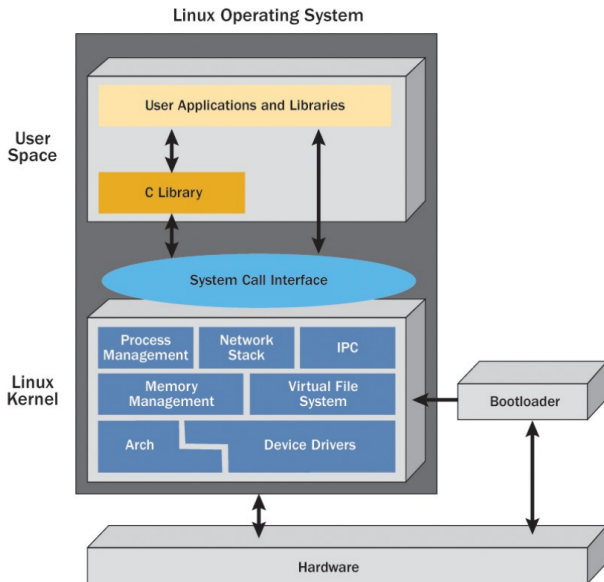 Linux Operating System
User Applications and Libraries
User
Space
C Library
System Call Interface
Process
Management
Network
Stack
IPC
Linux
Kernel
Memory
Management
Virtual File
System
Bootloader
Arch
Device Drivers
Hardware